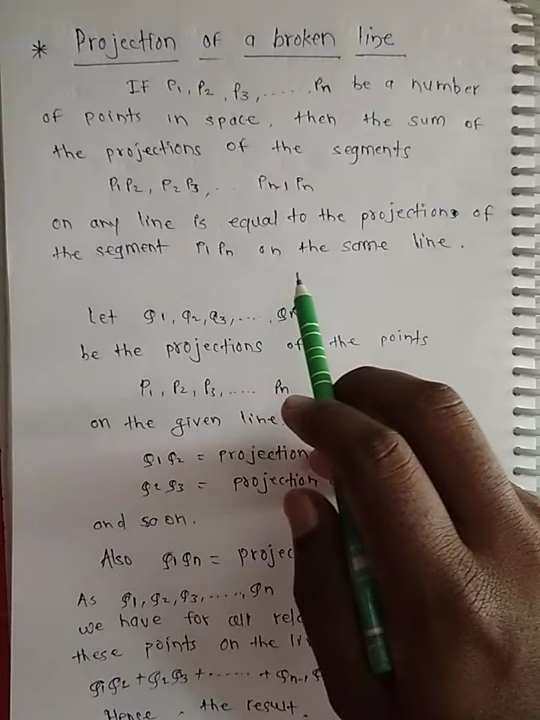 * Projection of a broken line
If P1, P2, P3, ...... Pn be a number
of points in space, then the sum of
the projections of the segments
P1P2, P2P3, .. Pn-1Pn
on any line is equal to the projections of
the segment P1Pn on the same line.
Let Q1, Q2, Q3, .... Qn
be the projections of the points
P1, P2, P3, .... Pn
on the given line.
Q1Q2 = projection
Q2Q3 = projection
and so on.
Also Q1Qn =
As Q1, Q2, Q3, ....., Qn
we have for all
these points on the
Q1Q2 + Q2Q3 + ...... + Qn-1
Hence the result.